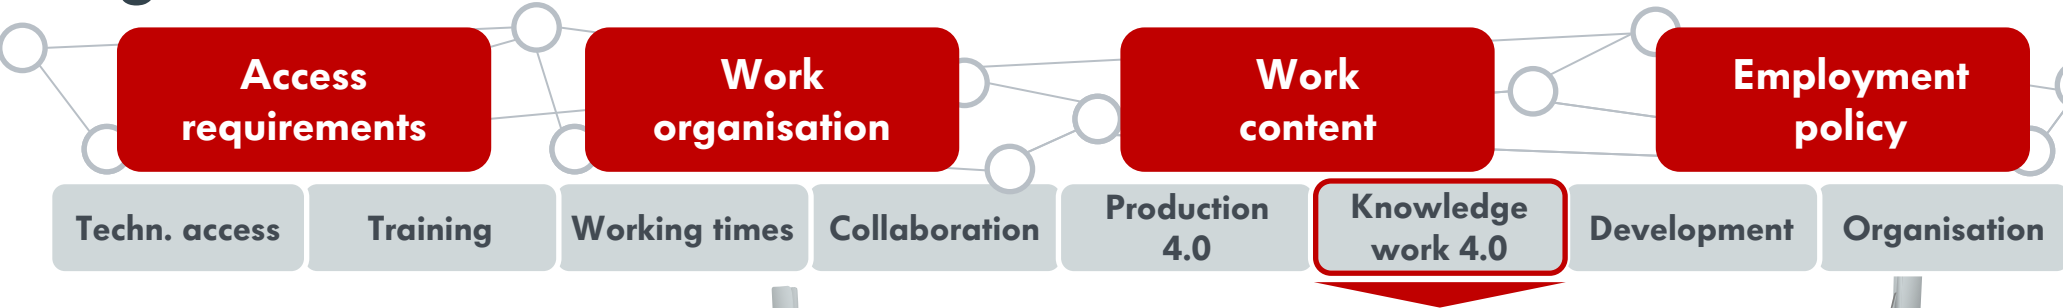 Access
requirements
Work
organisation
Work
content
Employment
policy
Techn. access
Training
Working times
Collaboration
Production
4.0
Knowledge
work 4.0
Development
Organisation